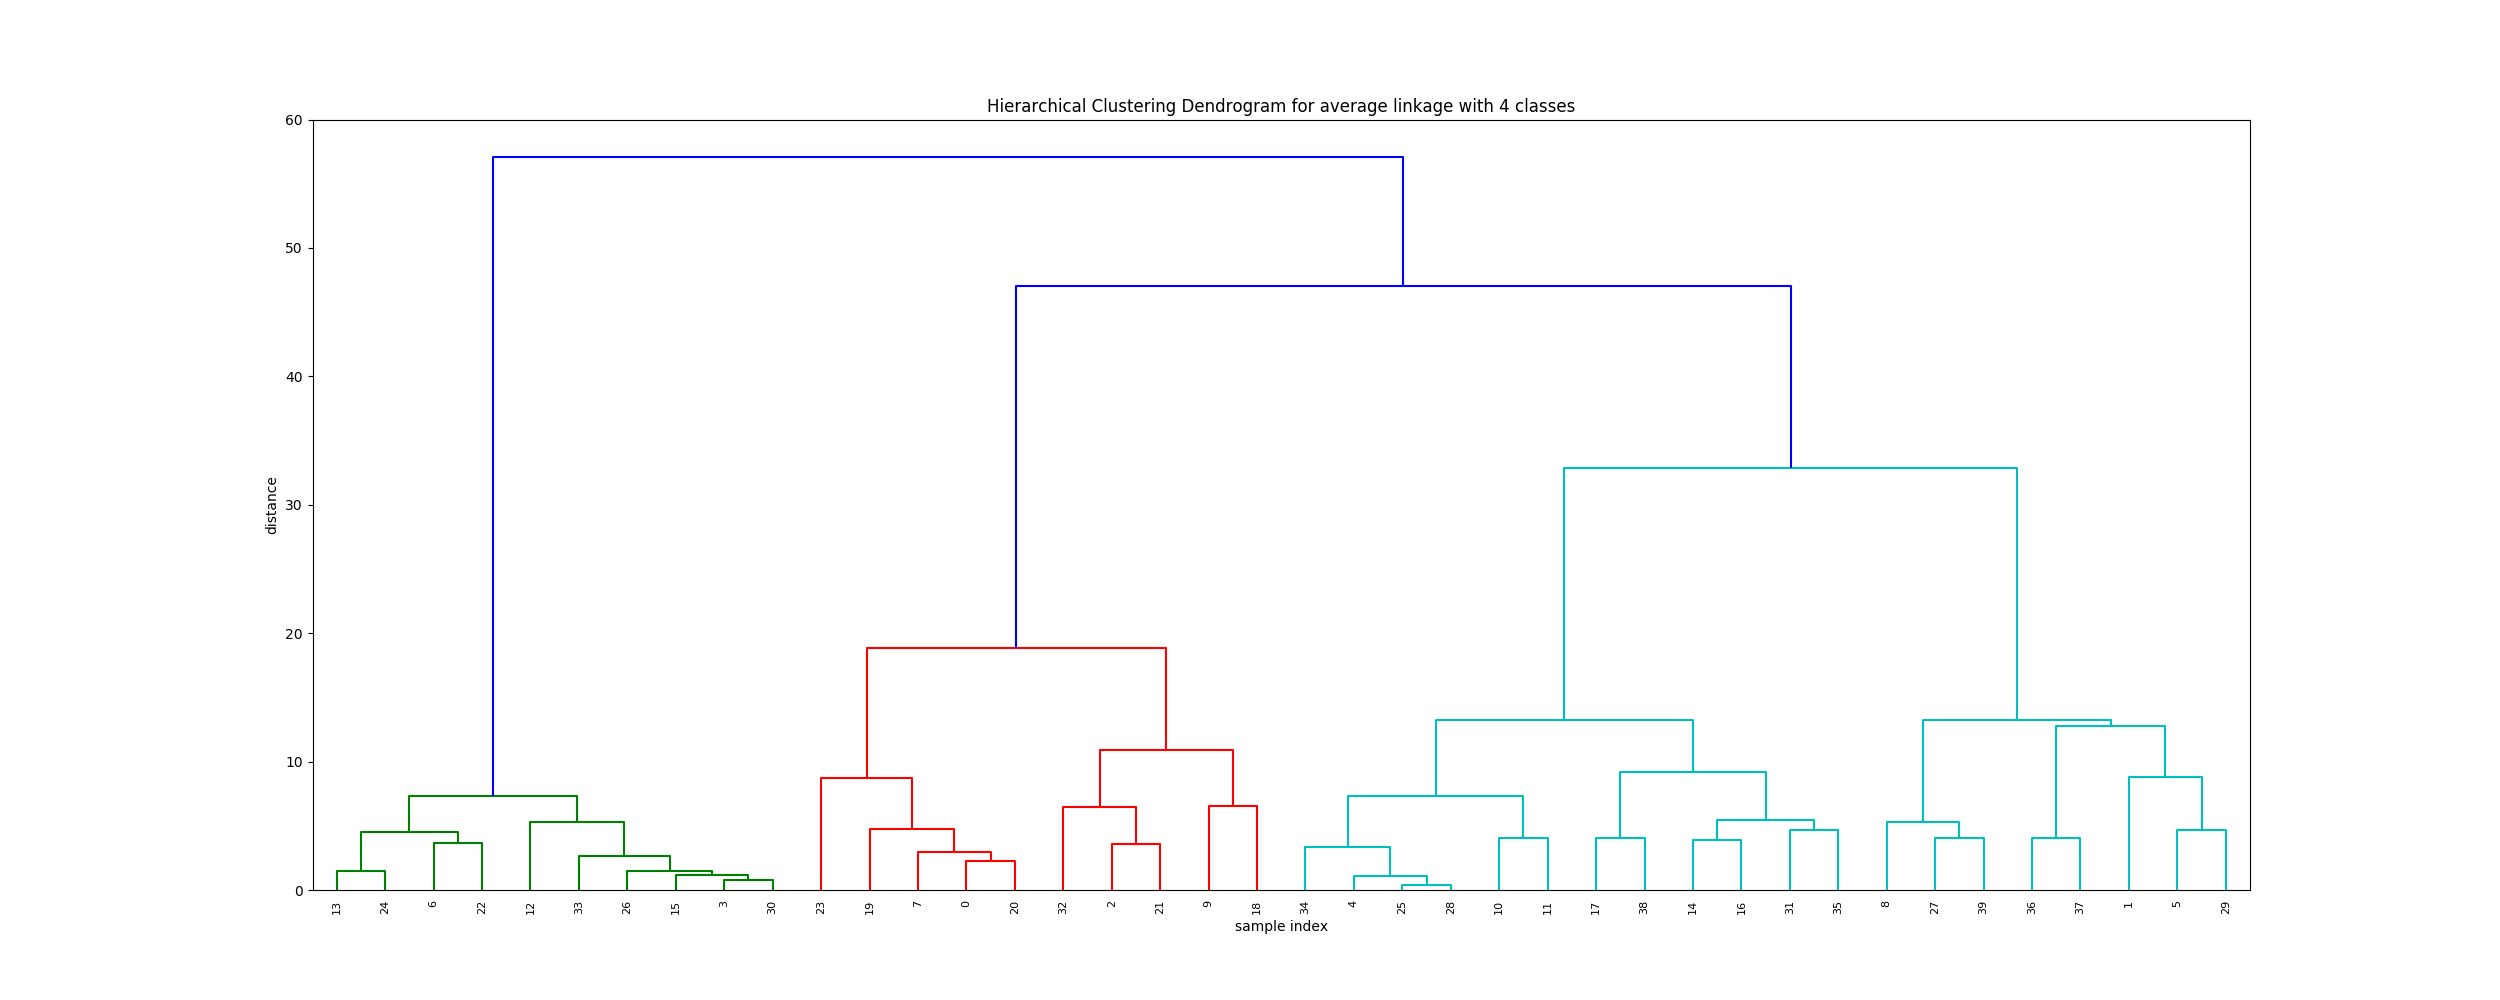 Hierarchical Clustering Dendrogram for average linkage with 4 classes
60
50
40
30
20
10
0
distance
13 24 6 22 12 33 26 15 3 30 23 19 7 0 20 32 2 21 9 18 34 4 25 28 10 11 17 38 14 16 31 35 8 27 39 36 37 1 5 29
sample index